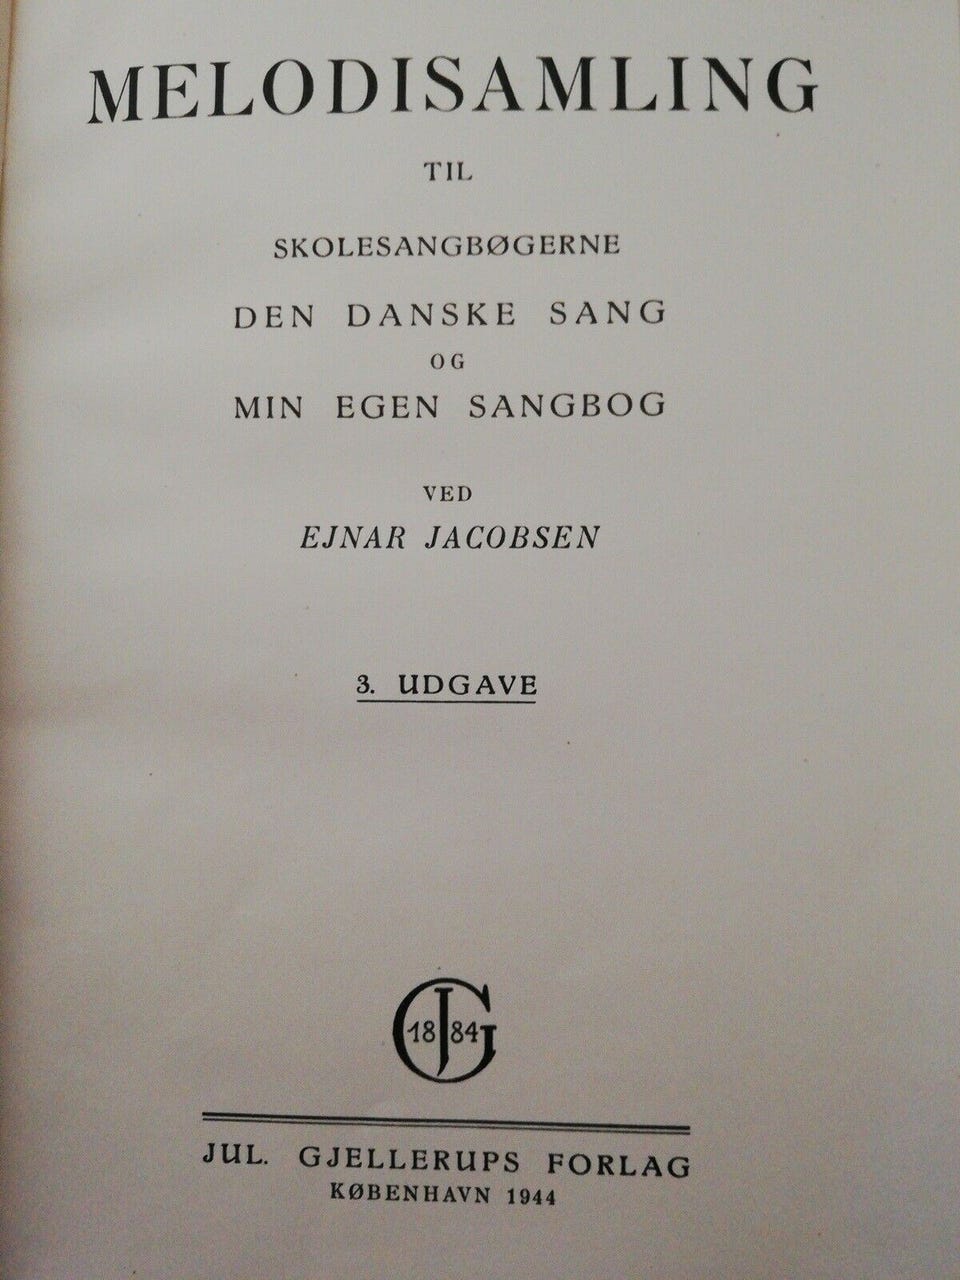 MELODISAMLING
TIL
SKOLESANGBØGERNE
DEN DANSKE SANG
OG
MIN EGEN SANGBOG
VED
EJNAR JACOBSEN
3. UDGAVE
JG
1884
JUL. GJELLERUPS FORLAG
KØBENHAVN 1944